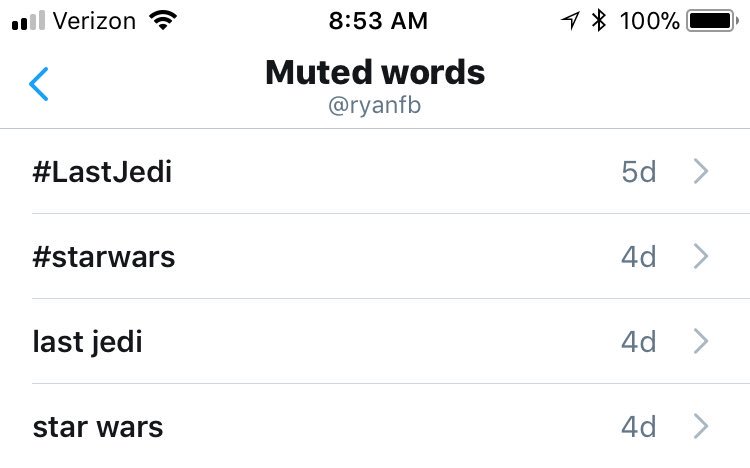 Verizon 8:53 AM 100%
Muted words
@ryanfb
#LastJedi 5d
#starwars 4d
last jedi 4d
star wars 4d